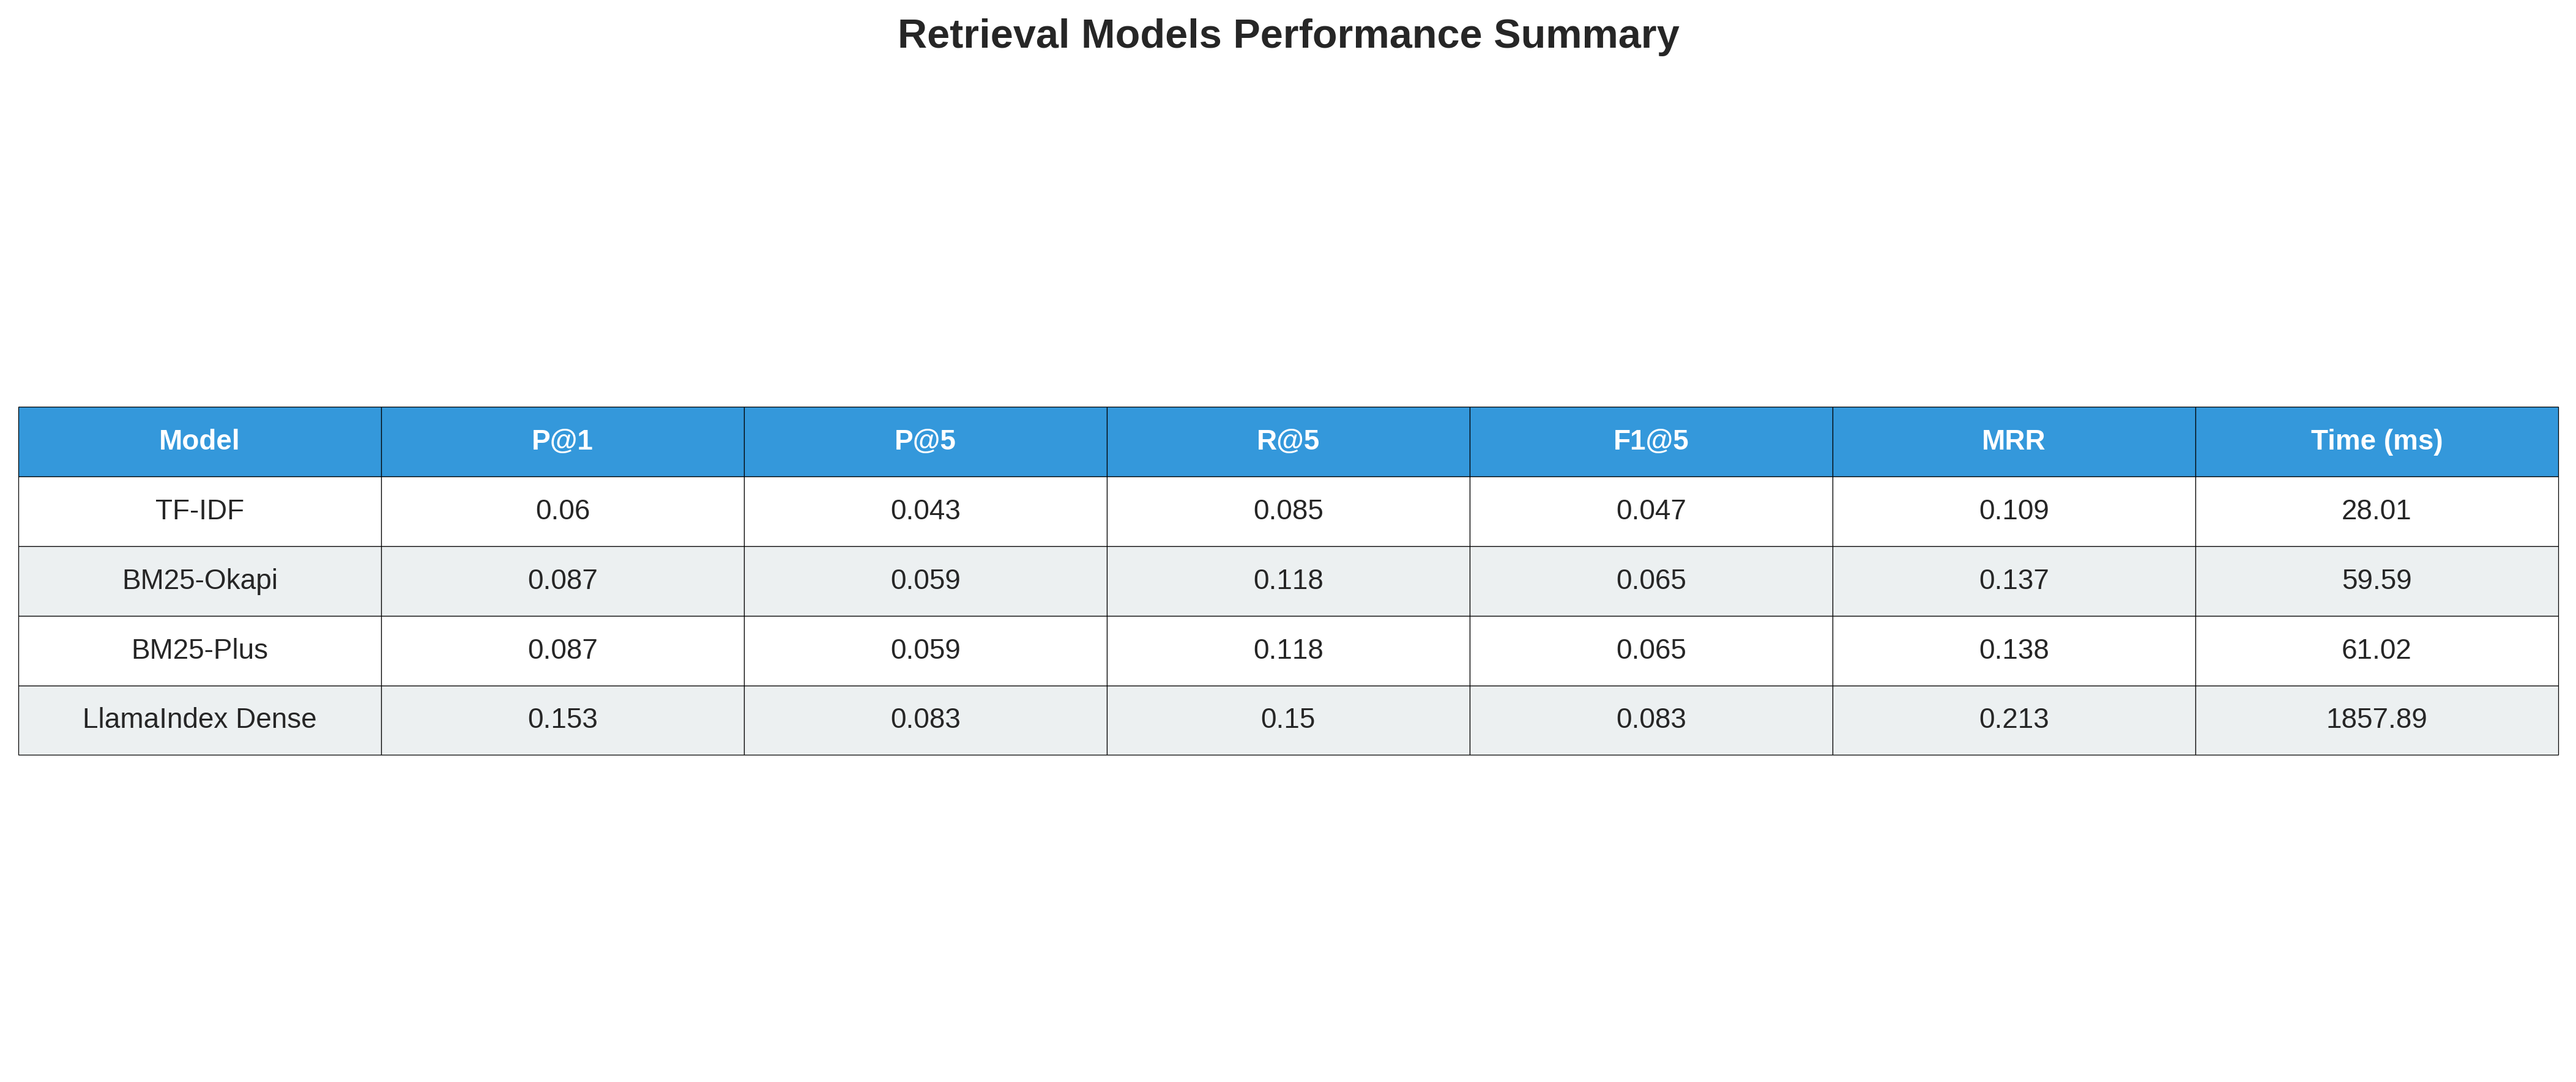 Retrieval Models Performance Summary
Model P@1 P@5 R@5 F1@5 MRR Time (ms)
TF-IDF 0.06 0.043 0.085 0.047 0.109 28.01
BM25-Okapi 0.087 0.059 0.118 0.065 0.137 59.59
BM25-Plus 0.087 0.059 0.118 0.065 0.138 61.02
LlamaIndex Dense 0.153 0.083 0.15 0.083 0.213 1857.89